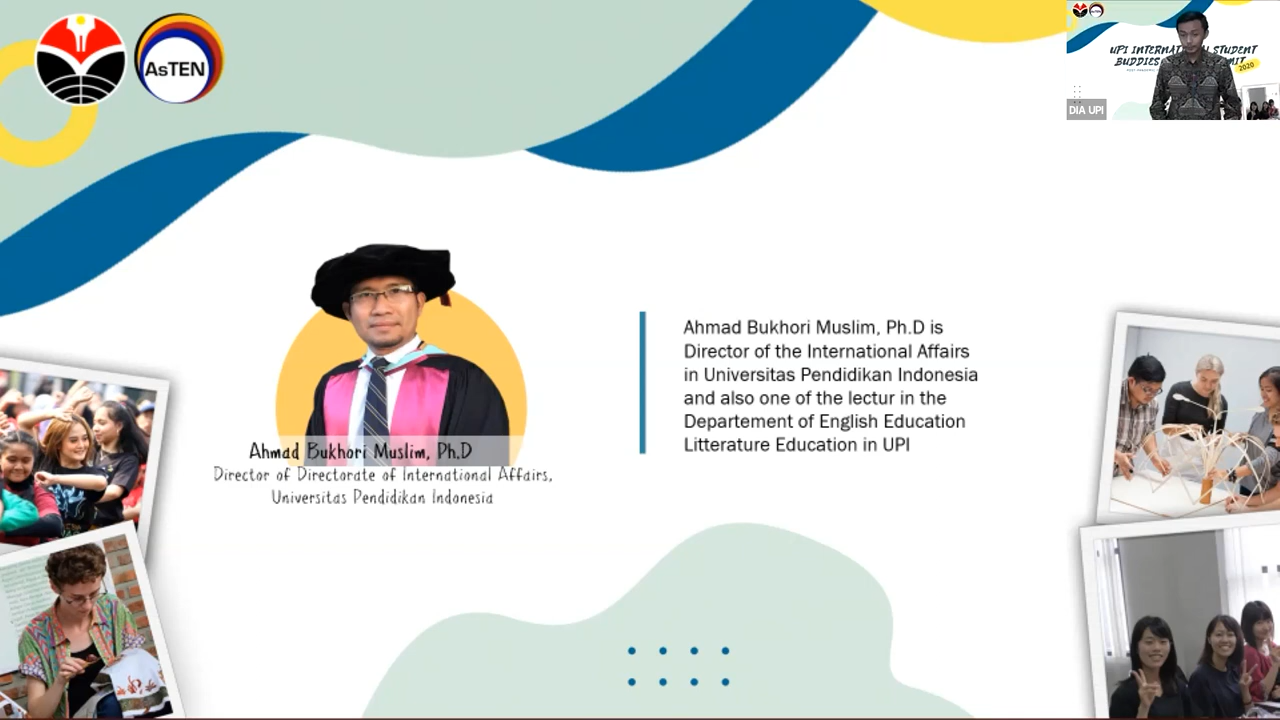 AsTEN
UPI INTERNATIONAL STUDENT
BUDDIES
2020
DIA UPI
Ahmad Bukhori Muslim, Ph.D is
Director of the International Affairs
in Universitas Pendidikan Indonesia
and also one of the lectur in the
Departement of English Education
Litterature Education in UPI
Ahmad Bukhori Muslim, Ph.D
Director of Directorate of International Affairs,
Universitas Pendidikan Indonesia